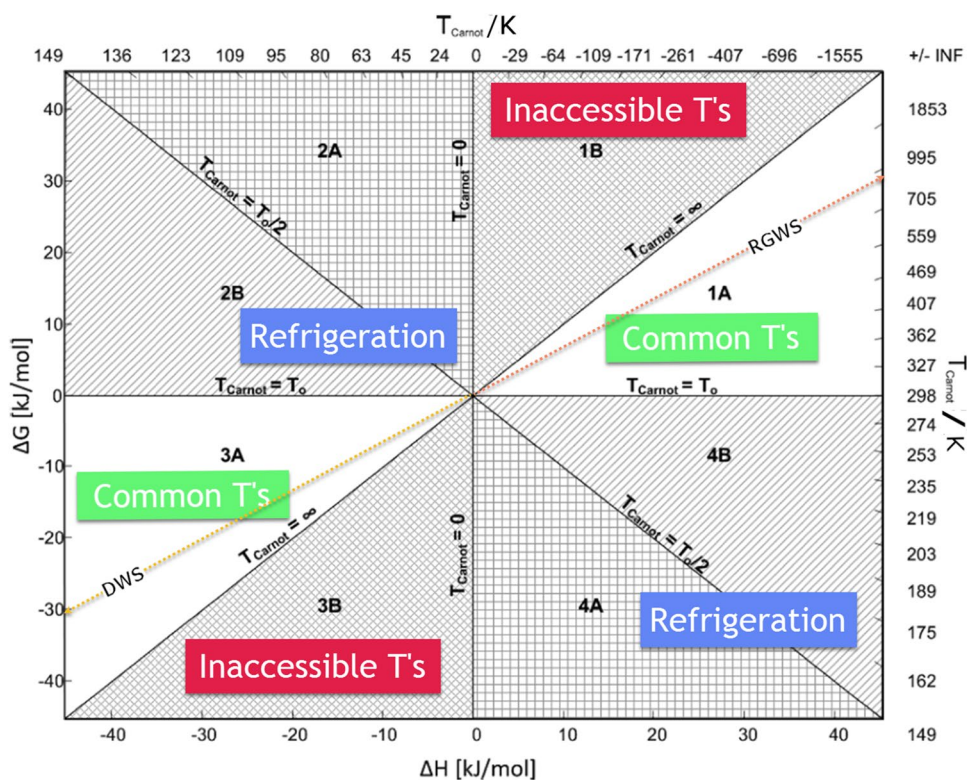 T_Carnot/K
149 136 123 109 95 80 63 45 24 0 -29 -64 -109 -171 -261 -407 -696 -1555 +/- INF
Inaccessible T's
2A 1B
T_Carnot = 0
T_Carnot = T_o/2
T_Carnot = ∞
RGWS
2B 1A
Refrigeration
Common T's
T_Carnot = T_o T_Carnot = T_o
3A 4B
Common T's
T_Carnot = ∞
T_Carnot = 0
T_Carnot = T_o/2
DWS
3B 4A
Refrigeration
Inaccessible T's
40
30
20
10
0
-10
-20
-30
-40
ΔG [kJ/mol]
1853
995
705
559
469
407
362
327
298
274
253
235
219
203
189
175
162
149
T_Carnot/K
-40 -30 -20 -10 0 10 20 30 40
ΔH [kJ/mol]